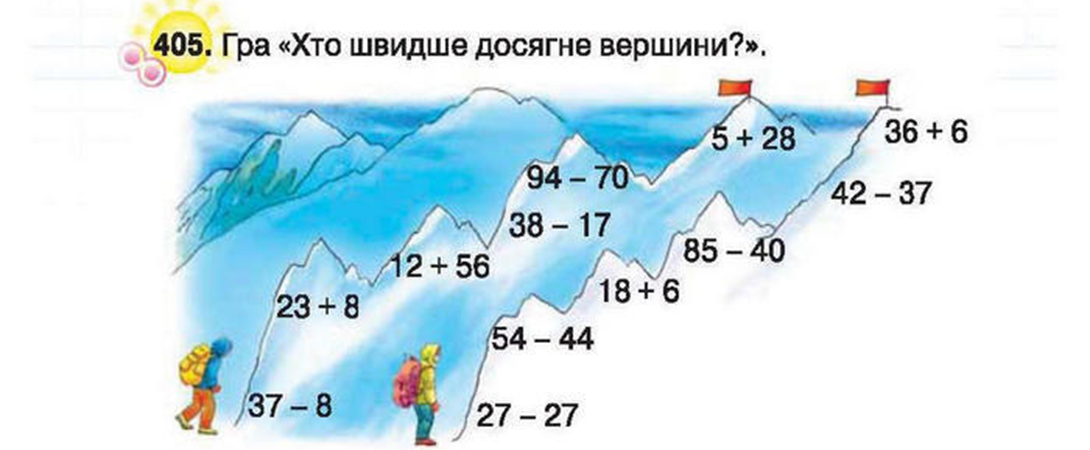 405. Гра «Хто швидше досягне вершини?».
5 + 28
36 + 6
94 – 70
42 – 37
38 – 17
85 – 40
12 + 56
18 + 6
23 + 8
54 – 44
37 – 8
27 – 27